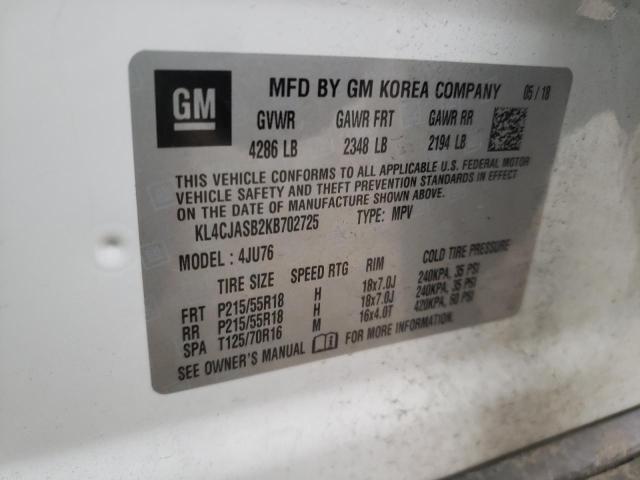 GM
MFD BY GM KOREA COMPANY 05 / 18
GVWR GAWR FRT GAWR RR
4286 LB 2348 LB 2194 LB
THIS VEHICLE CONFORMS TO ALL APPLICABLE U.S. FEDERAL MOTOR
VEHICLE SAFETY AND THEFT PREVENTION STANDARDS IN EFFECT
ON THE DATE OF MANUFACTURE SHOWN ABOVE.
KL4CJASB2KB702725 TYPE: MPV
MODEL : 4JU76
TIRE SIZE SPEED RTG RIM COLD TIRE PRESSURE
FRT P215/55R18 H 18x7.0J 240KPA, 35 PSI
RR P215/55R18 H 18x7.0J 240KPA, 35 PSI
SPA T125/70R16 M 16x4.0T 420KPA, 60 PSI
SEE OWNER'S MANUAL FOR MORE INFORMATION.